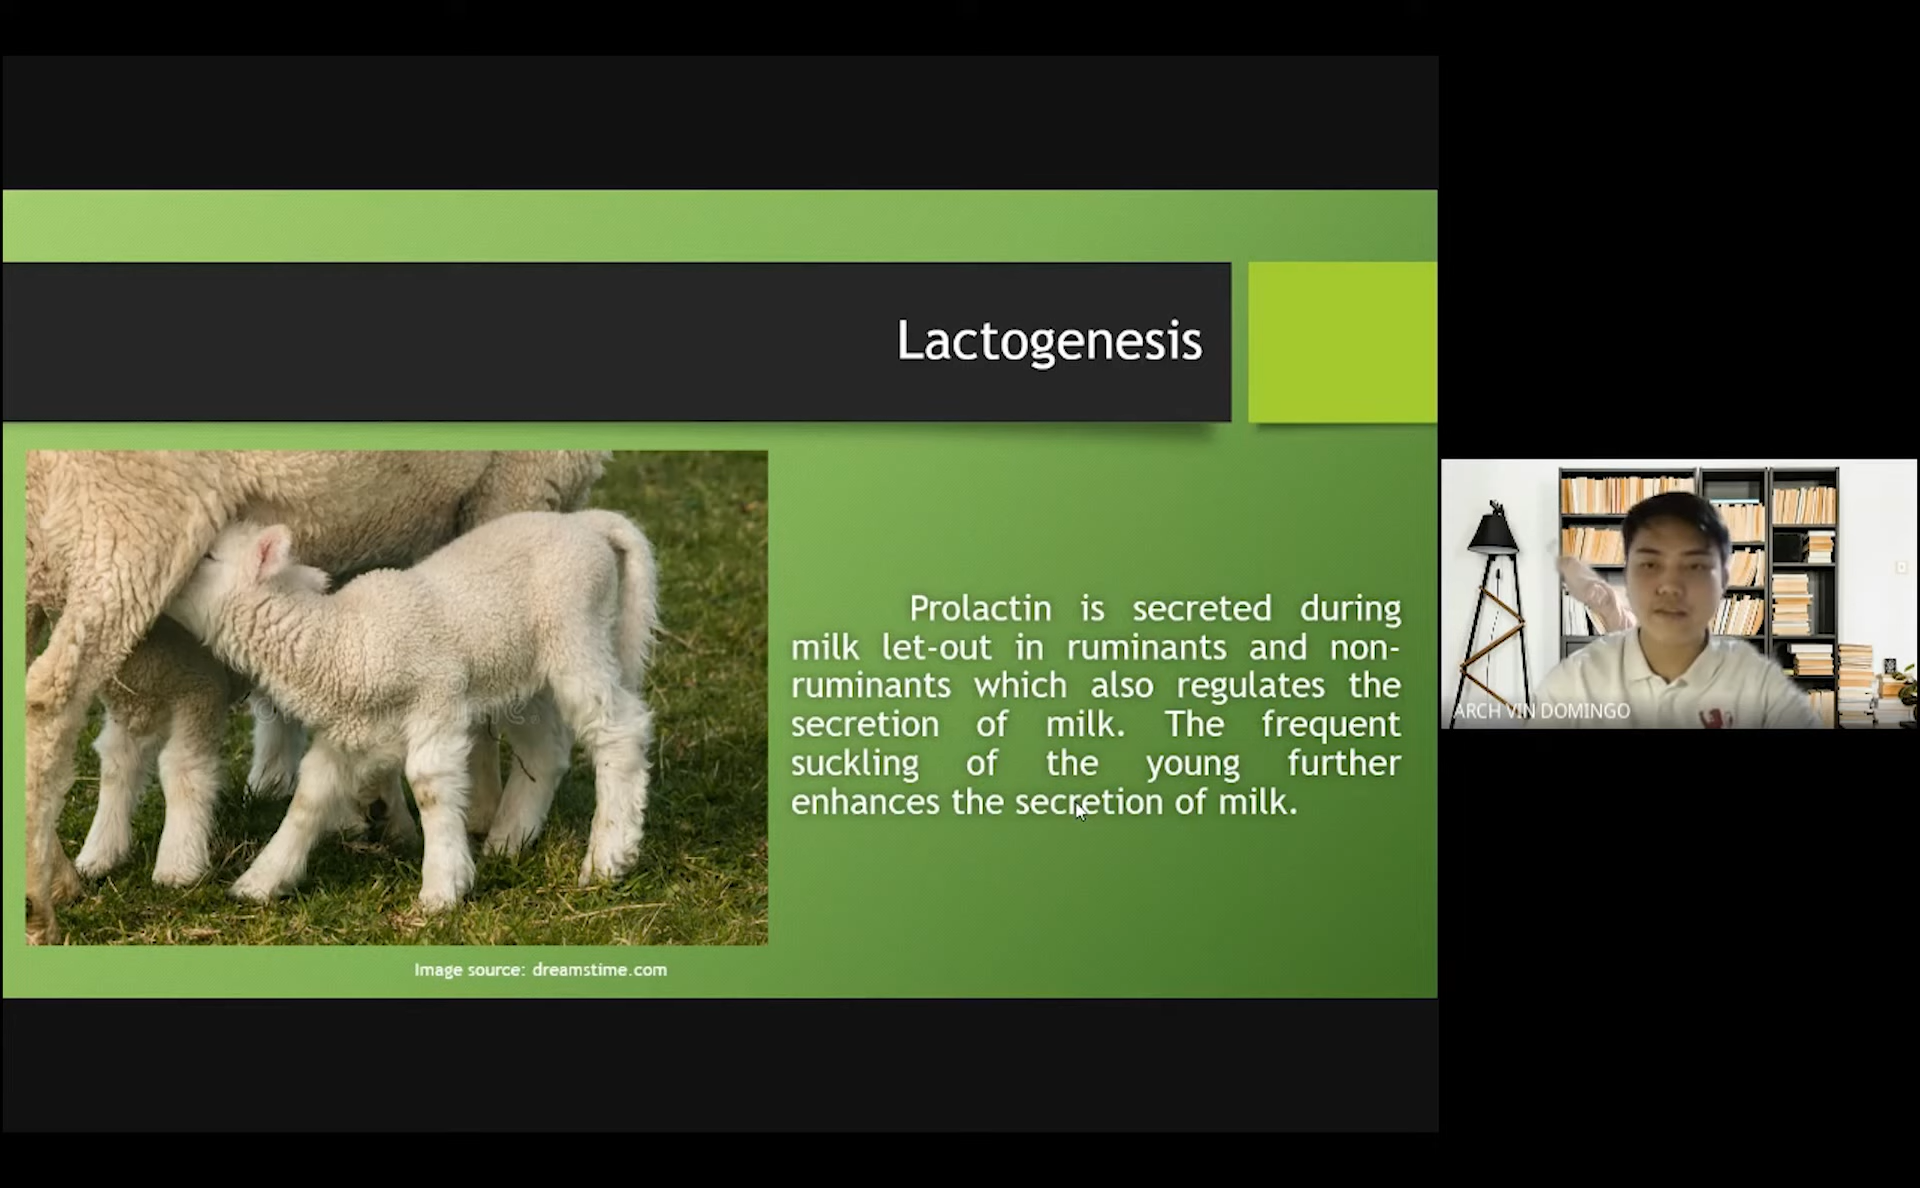 Lactogenesis
Prolactin is secreted during
milk let-out in ruminants and non-
ruminants which also regulates the
secretion of milk. The frequent
suckling of the young further
enhances the secretion of milk.
Image source: dreamstime.com
ARCH VIN DOMINGO